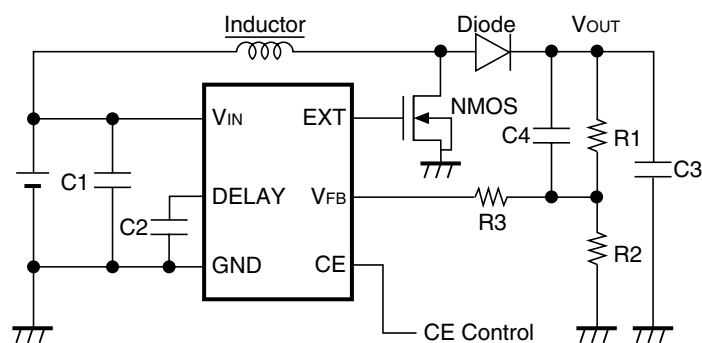 Inductor
Diode
VOUT
VIN
EXT
NMOS
C4
R1
C1
C3
DELAY
VFB
C2
R3
R2
GND
CE
CE Control